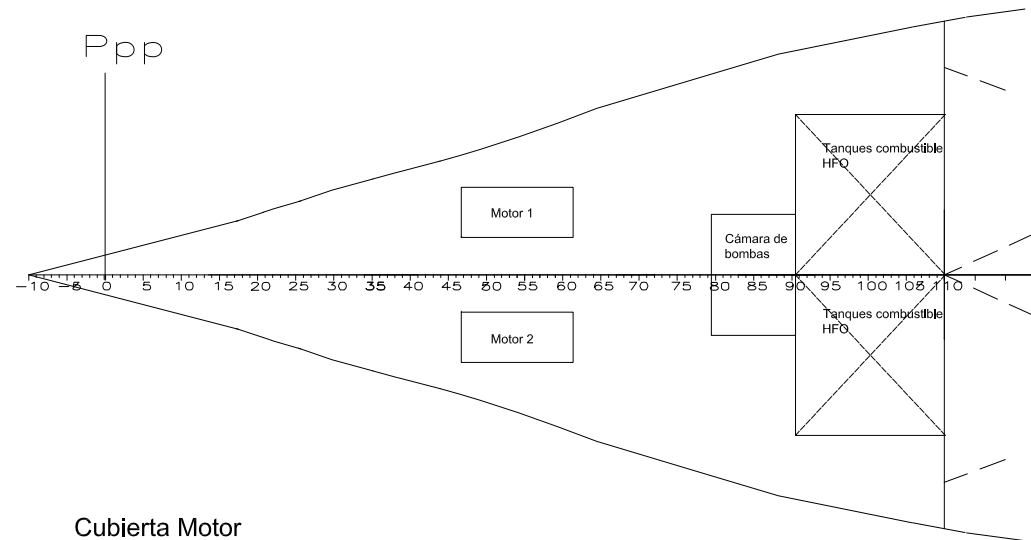 Ppp
Tanques combustible
HFO
Motor 1
Cámara de
bombas
-10 -5 0 5 10 15 20 25 30 35 40 45 50 55 60 65 70 75 80 85 90 95 100 105 110
Tanques combustible
HFO
Motor 2
Cubierta Motor